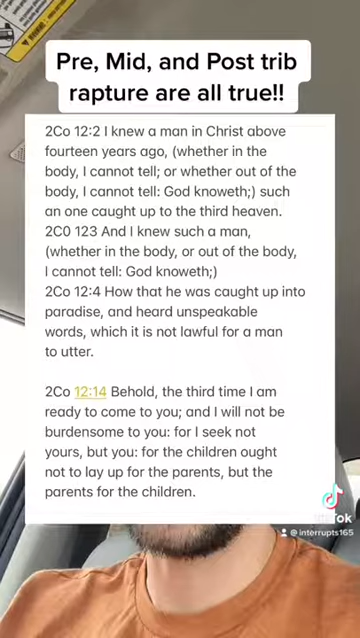 WARNING
Pre, Mid, and Post trib
rapture are all true!!
2Co 12:2 I knew a man in Christ above
fourteen years ago, (whether in the
body, I cannot tell; or whether out of the
body, I cannot tell: God knoweth;) such
an one caught up to the third heaven.
2C0 123 And I knew such a man,
(whether in the body, or out of the body,
I cannot tell: God knoweth;)
2Co 12:4 How that he was caught up into
paradise, and heard unspeakable
words, which it is not lawful for a man
to utter.
2Co 12:14 Behold, the third time I am
ready to come to you; and I will not be
burdensome to you: for I seek not
yours, but you: for the children ought
not to lay up for the parents, but the
parents for the children.
TikTok
@interrupts165